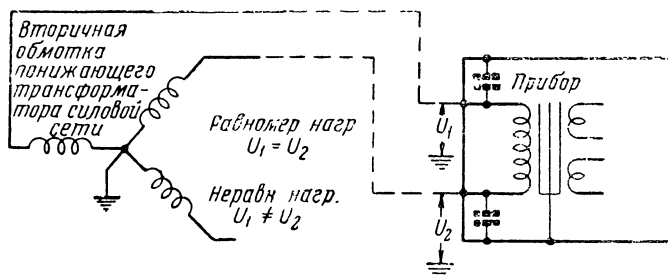 Вторичная
обмотка
понижающего
трансформа-
тора силовой
сети
Равномер нагр
U₁ = U₂
Неравн нагр.
U₁ ≠ U₂
Прибор
U₁
U₂